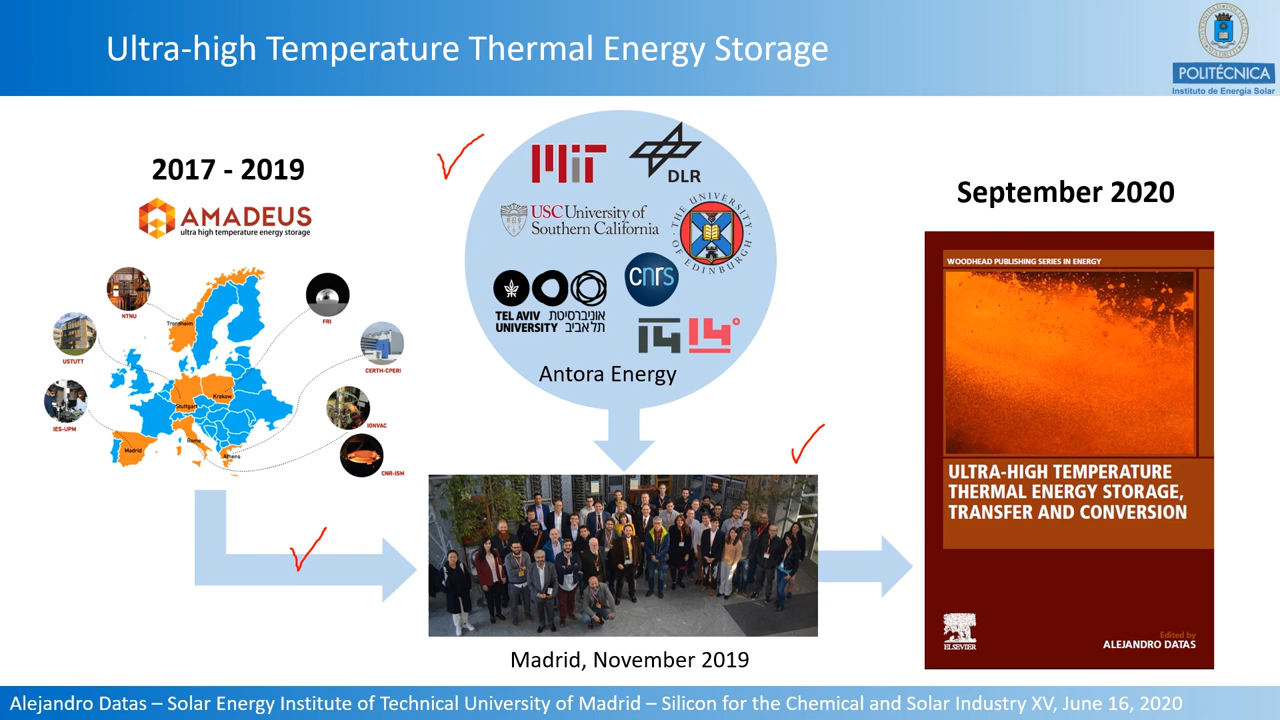 Ultra-high Temperature Thermal Energy Storage
POLITÉCNICA
Instituto de Energía Solar
2017 - 2019
AMADEUS
ultra high temperature energy storage
NTNU
Trondheim
FRI
USTUTT
CERTH-CPERI
IES-UPM
Stuttgart
Krakow
IONVAC
Madrid
Rome
Athens
CNR-ISM
MiT
DLR
USC University of
Southern California
THE UNIVERSITY
OF EDINBURGH
cnrs
TEL AVIV אוניברסיטת
UNIVERSITY תל אביב
1414°
Antora Energy
Madrid, November 2019
September 2020
WOODHEAD PUBLISHING SERIES IN ENERGY
ULTRA-HIGH TEMPERATURE
THERMAL ENERGY STORAGE,
TRANSFER AND CONVERSION
Edited by
ALEJANDRO DATAS
ELSEVIER
Alejandro Datas – Solar Energy Institute of Technical University of Madrid – Silicon for the Chemical and Solar Industry XV, June 16, 2020